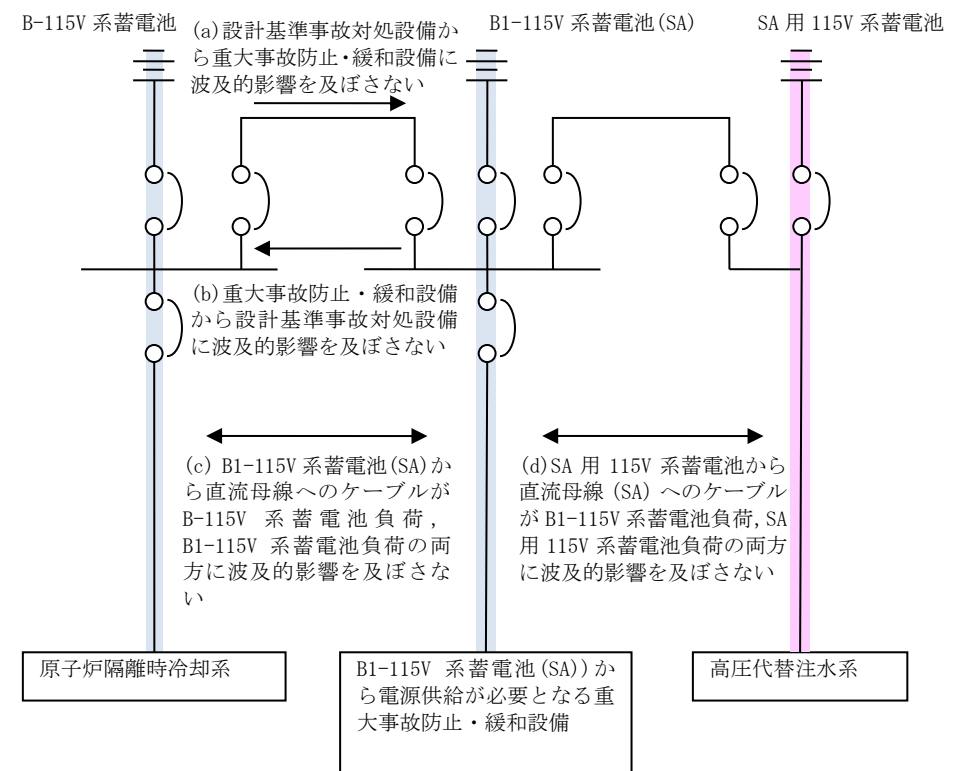 B-115V 系蓄電池
(a)設計基準事故対処設備か
ら重大事故防止・緩和設備に
波及的影響を及ぼさない
B1-115V 系蓄電池(SA)
SA 用 115V 系蓄電池
(b)重大事故防止・緩和設備
から設計基準事故対処設備
に波及的影響を及ぼさない
(c) B1-115V 系蓄電池(SA)か
ら直流母線へのケーブルが
B-115V 系蓄電池負荷,
B1-115V 系蓄電池負荷の両
方に波及的影響を及ぼさな
い
(d)SA 用 115V 系蓄電池から
直流母線 (SA) へのケーブル
が B1-115V 系蓄電池負荷, SA
用 115V 系蓄電池負荷の両方
に波及的影響を及ぼさない
原子炉隔離時冷却系
B1-115V 系蓄電池(SA))か
ら電源供給が必要となる重
大事故防止・緩和設備
高圧代替注水系